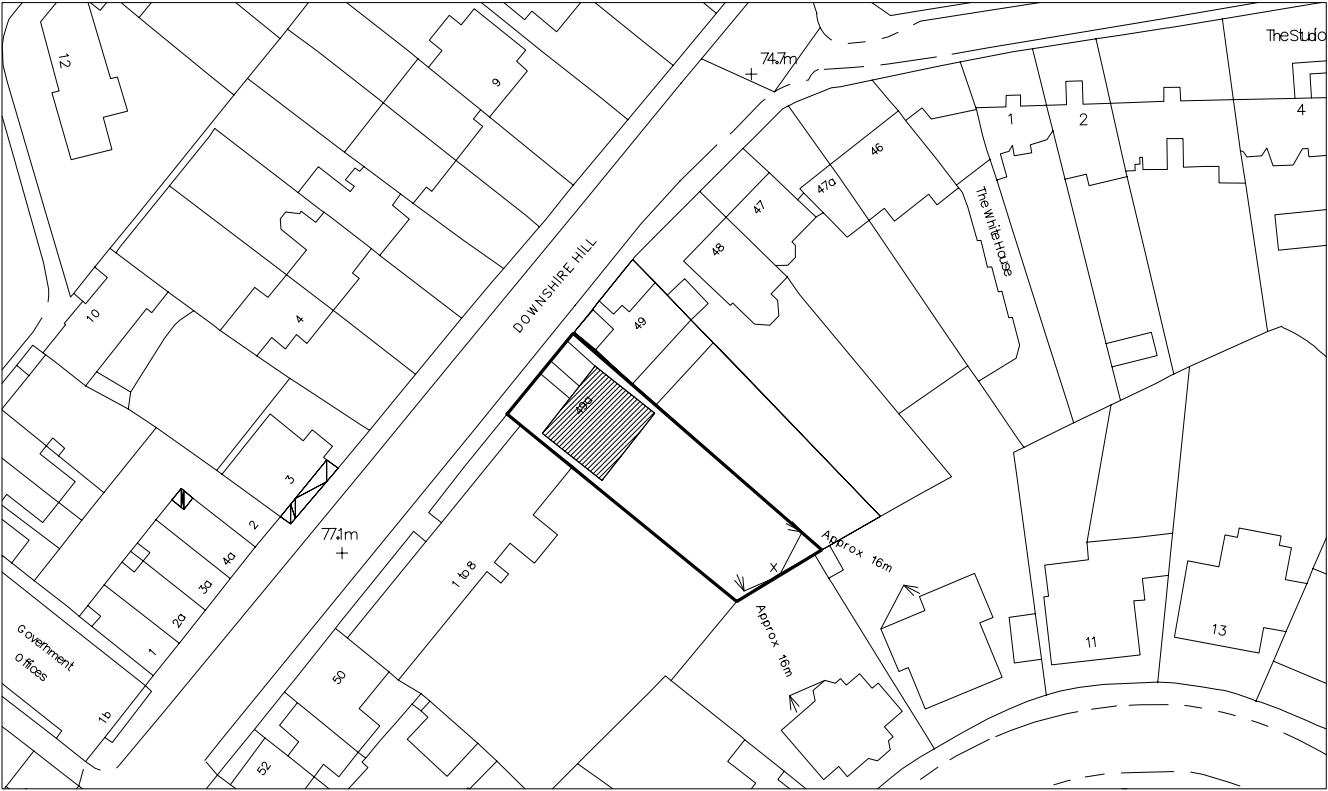 12
9
74.7m
The Studio
1
2
4
46
47a
47
48
The White House
DOWNSHIRE HILL
10
4
49
49a
3
77.1m
2
4a
3a
2a
1
1b
Government
Offices
1 to 8
Approx 16m
x
Approx 16m
50
52
11
13